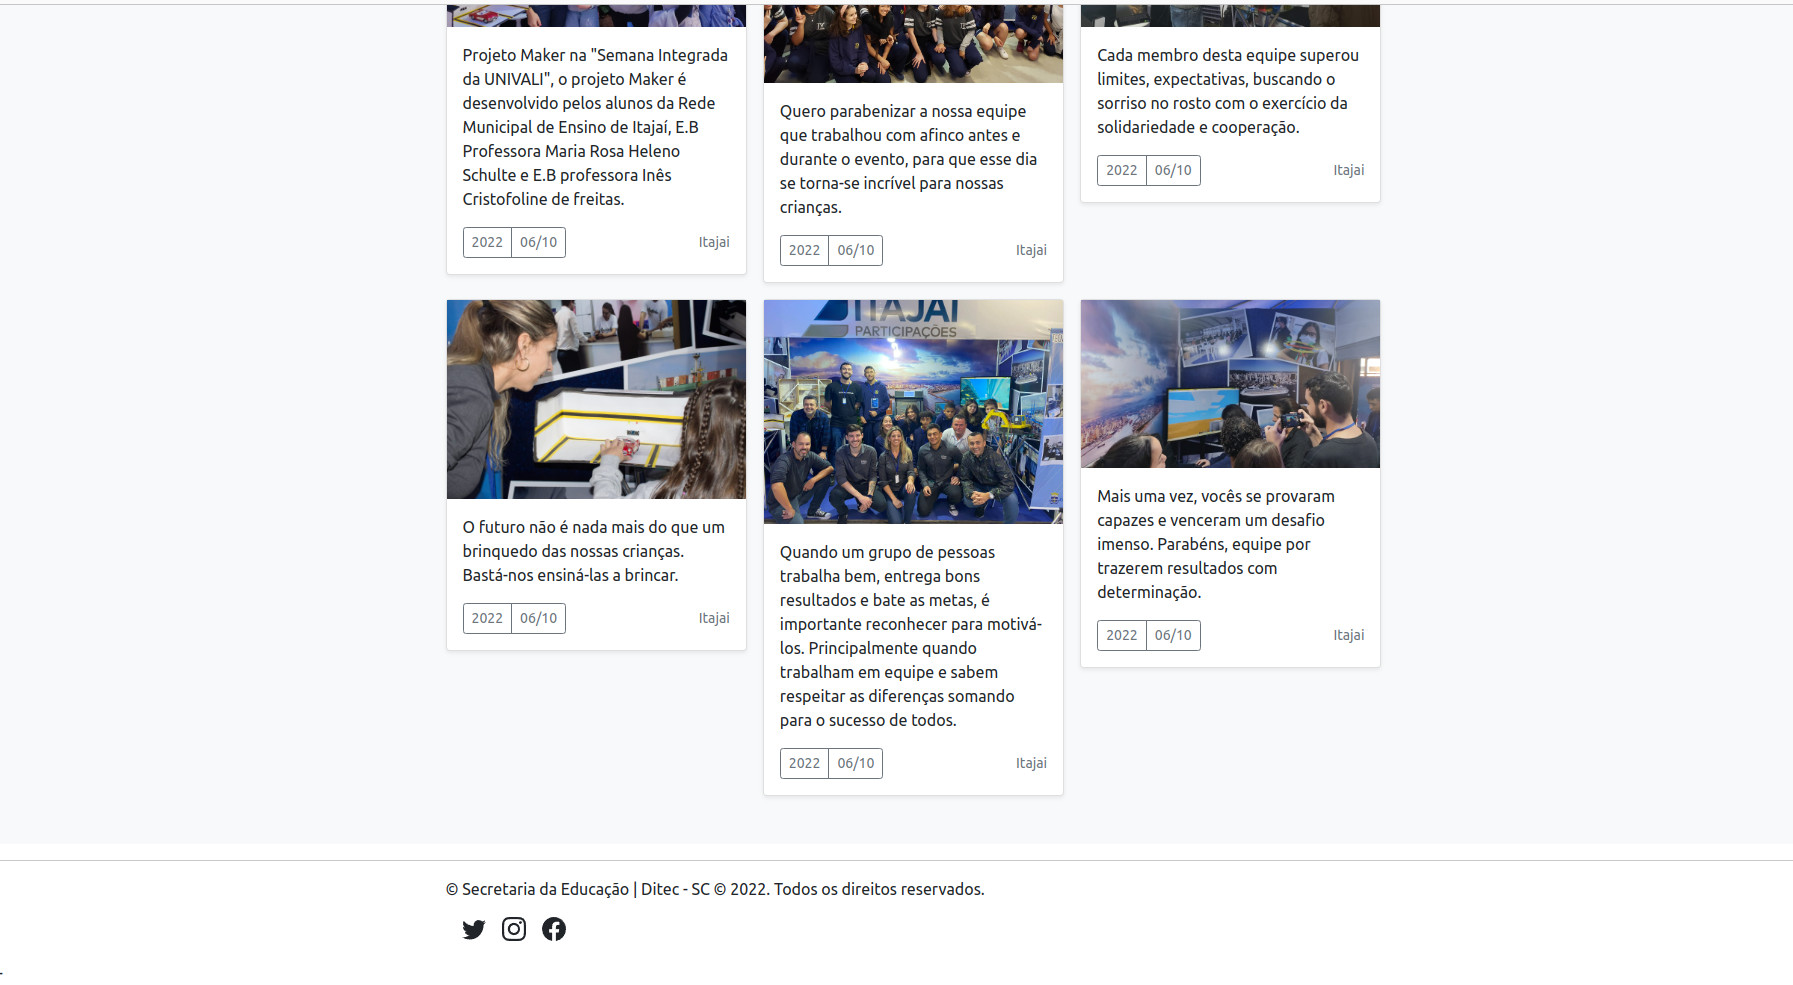 Projeto Maker na "Semana Integrada
da UNIVALI", o projeto Maker é
desenvolvido pelos alunos da Rede
Municipal de Ensino de Itajaí, E.B
Professora Maria Rosa Heleno
Schulte e E.B professora Inês
Cristofoline de freitas.
2022 06/10 Itajai
Quero parabenizar a nossa equipe
que trabalhou com afinco antes e
durante o evento, para que esse dia
se torna-se incrível para nossas
crianças.
2022 06/10 Itajai
Cada membro desta equipe superou
limites, expectativas, buscando o
sorriso no rosto com o exercício da
solidariedade e cooperação.
2022 06/10 Itajai
O futuro não é nada mais do que um
brinquedo das nossas crianças.
Bastá-nos ensiná-las a brincar.
2022 06/10 Itajai
ITAJAÍ
PARTICIPAÇÕES
Quando um grupo de pessoas
trabalha bem, entrega bons
resultados e bate as metas, é
importante reconhecer para motivá-
los. Principalmente quando
trabalham em equipe e sabem
respeitar as diferenças somando
para o sucesso de todos.
2022 06/10 Itajai
Mais uma vez, vocês se provaram
capazes e venceram um desafio
imenso. Parabéns, equipe por
trazerem resultados com
determinação.
2022 06/10 Itajai
© Secretaria da Educação | Ditec - SC © 2022. Todos os direitos reservados.